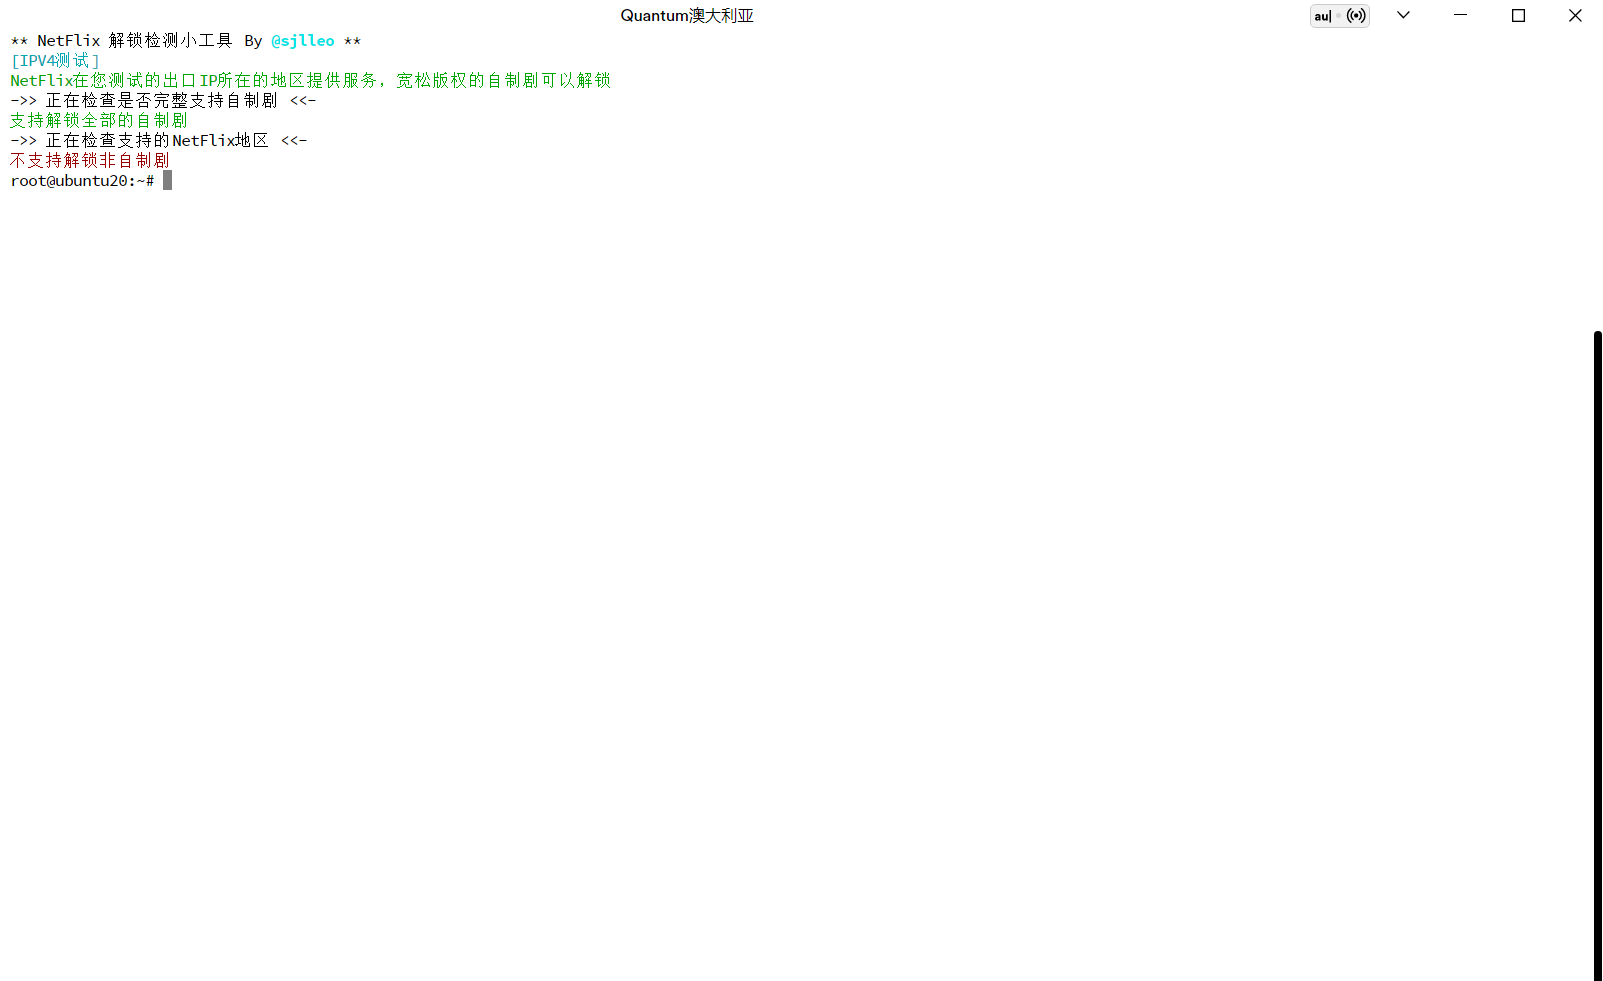 Quantum澳大利亚
au
** NetFlix 解锁检测小工具 By @sjlleo **
[IPV4测试]
NetFlix在您测试的出口IP所在的地区提供服务，宽松版权的自制剧可以解锁
->> 正在检查是否完整支持自制剧 <<-
支持解锁全部的自制剧
->> 正在检查支持的NetFlix地区 <<-
不支持解锁非自制剧
root@ubuntu20:~#